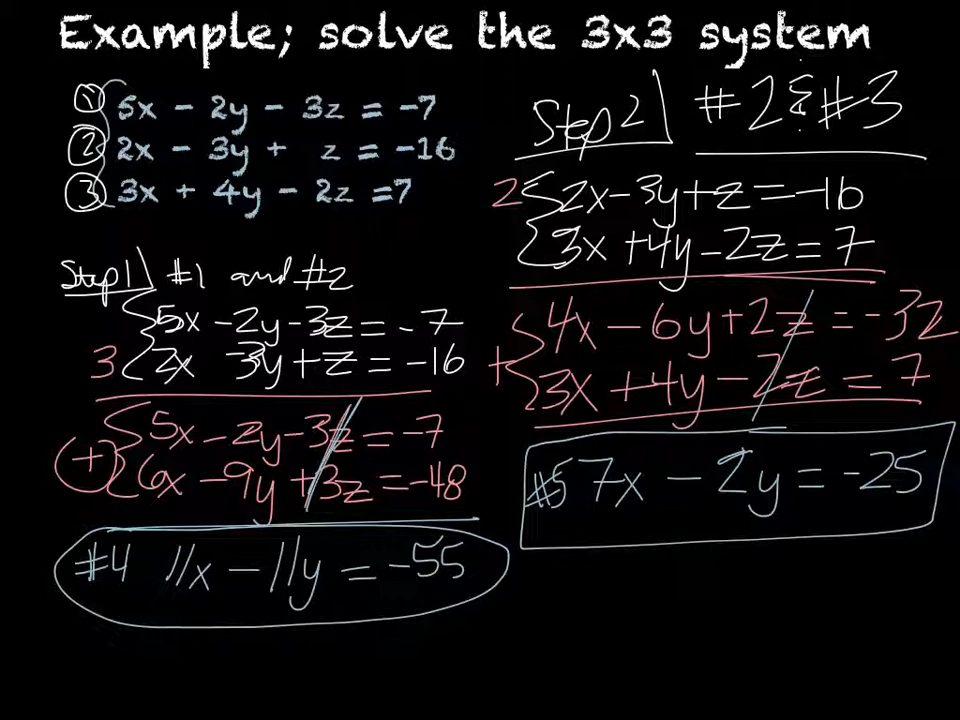 Example; solve the 3x3 system
① 5x - 2y - 3z = -7
② 2x - 3y + z = -16
③ 3x + 4y - 2z =7
Step 1 #1 and #2
5x -2y -3z = -7
3 2x -3y +z = -16
5x -2y -3z = -7
+ 6x -9y +3z = -48
#4 11x - 11y = -55
Step 2 #2 & #3
2 2x -3y +z = -16
3x +4y -2z = 7
4x - 6y +2z = -32
+ 3x +4y -2z = 7
#5 7x - 2y = -25